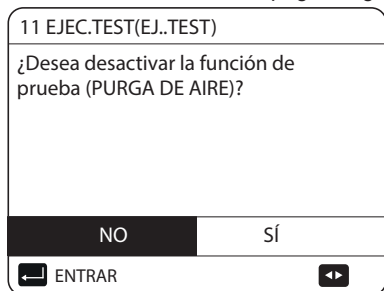 11 EJEC.TEST(EJ..TEST)
¿Desea desactivar la función de
prueba (PURGA DE AIRE)?
NO SÍ
ENTRAR